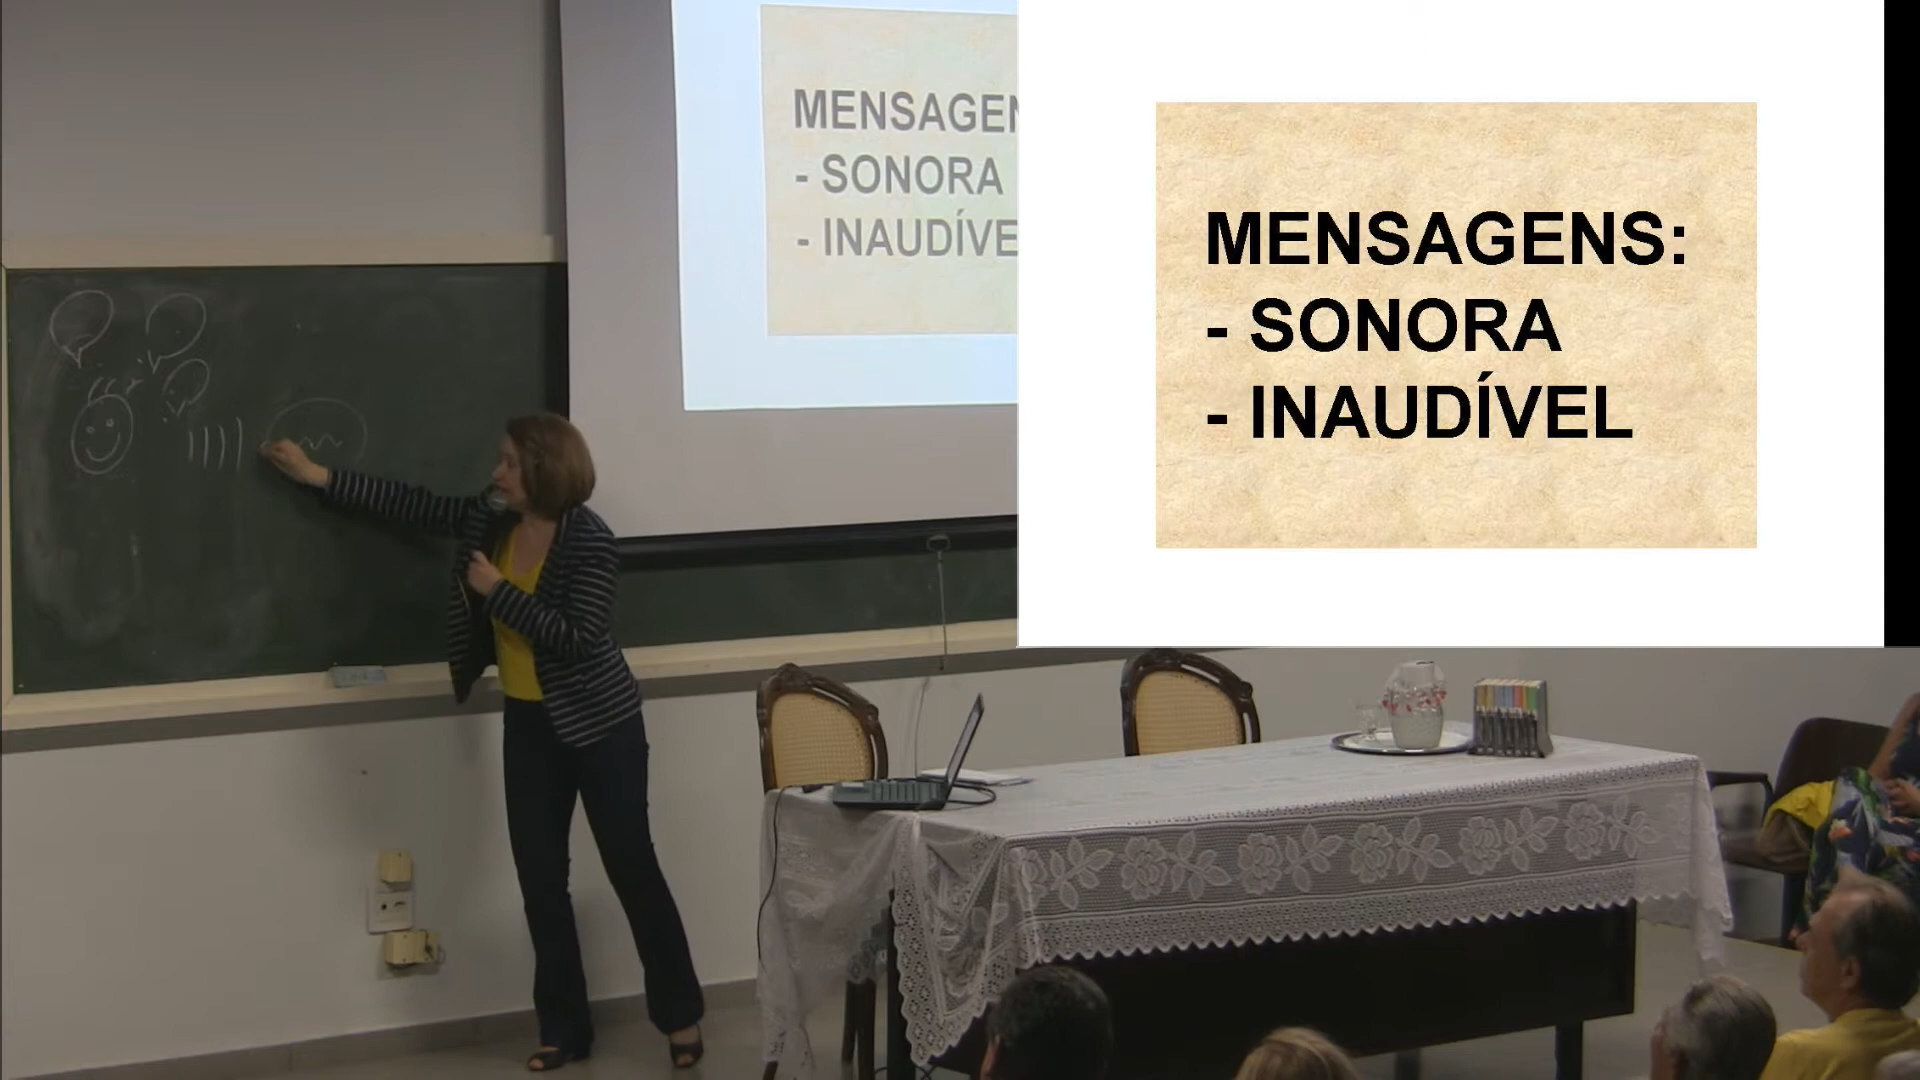 MENSAGEN
- SONORA
- INAUDÍVE
MENSAGENS:
- SONORA
- INAUDÍVEL